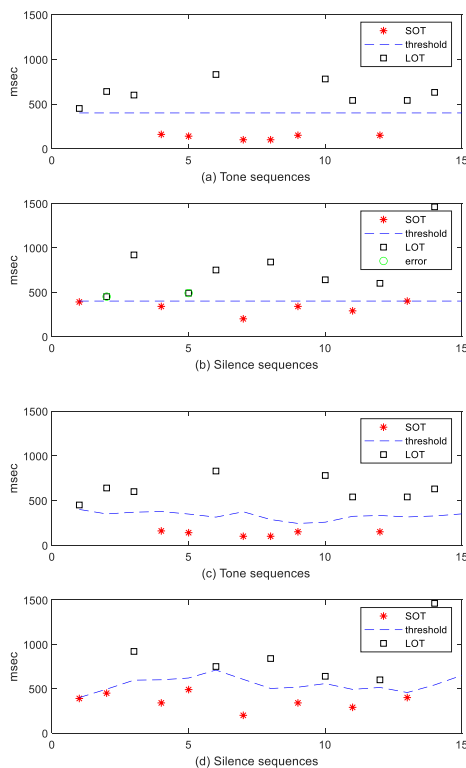 1500
1000
500
0
msec
SOT
threshold
LOT
0
5
10
15
(a) Tone sequences
1500
1000
500
0
msec
SOT
threshold
LOT
error
0
5
10
15
(b) Silence sequences
1500
1000
500
0
msec
SOT
threshold
LOT
0
5
10
15
(c) Tone sequences
1500
1000
500
0
msec
SOT
threshold
LOT
0
5
10
15
(d) Silence sequences